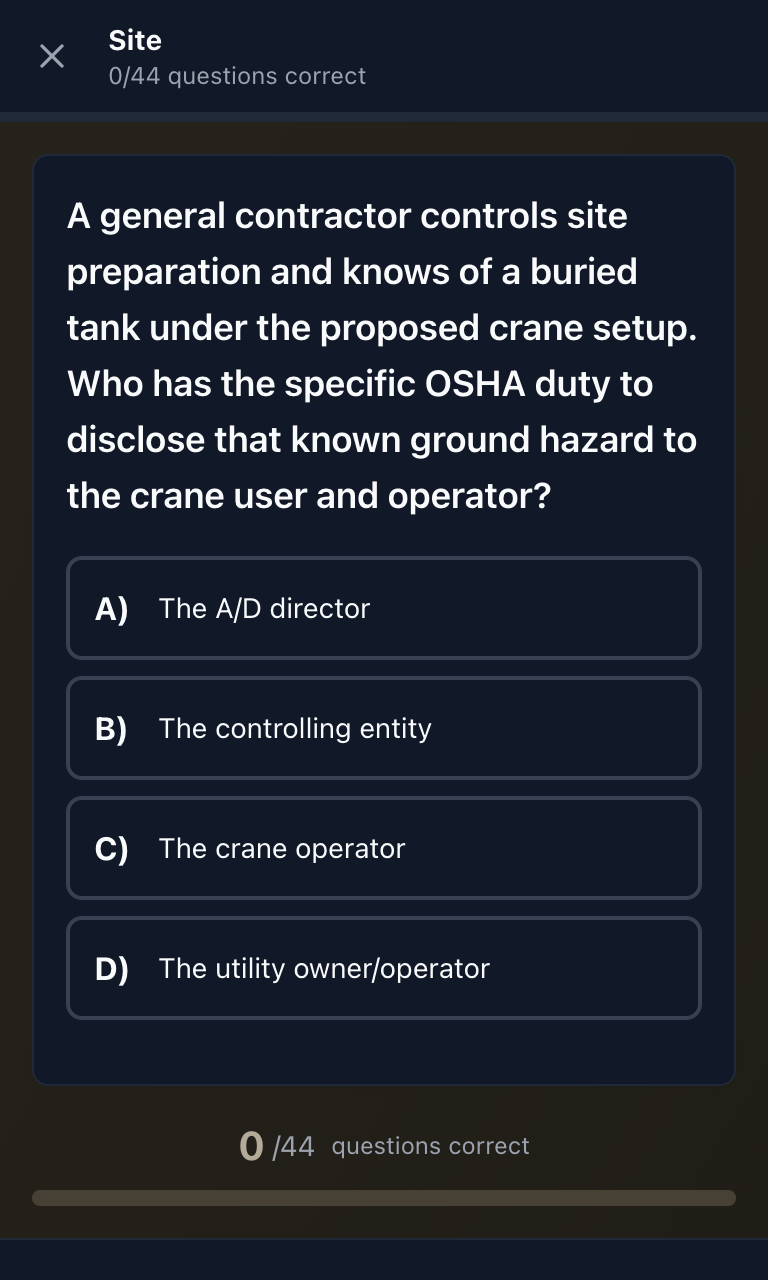 Site
0/44 questions correct
A general contractor controls site
preparation and knows of a buried
tank under the proposed crane setup.
Who has the specific OSHA duty to
disclose that known ground hazard to
the crane user and operator?
A) The A/D director
B) The controlling entity
C) The crane operator
D) The utility owner/operator
0 /44 questions correct